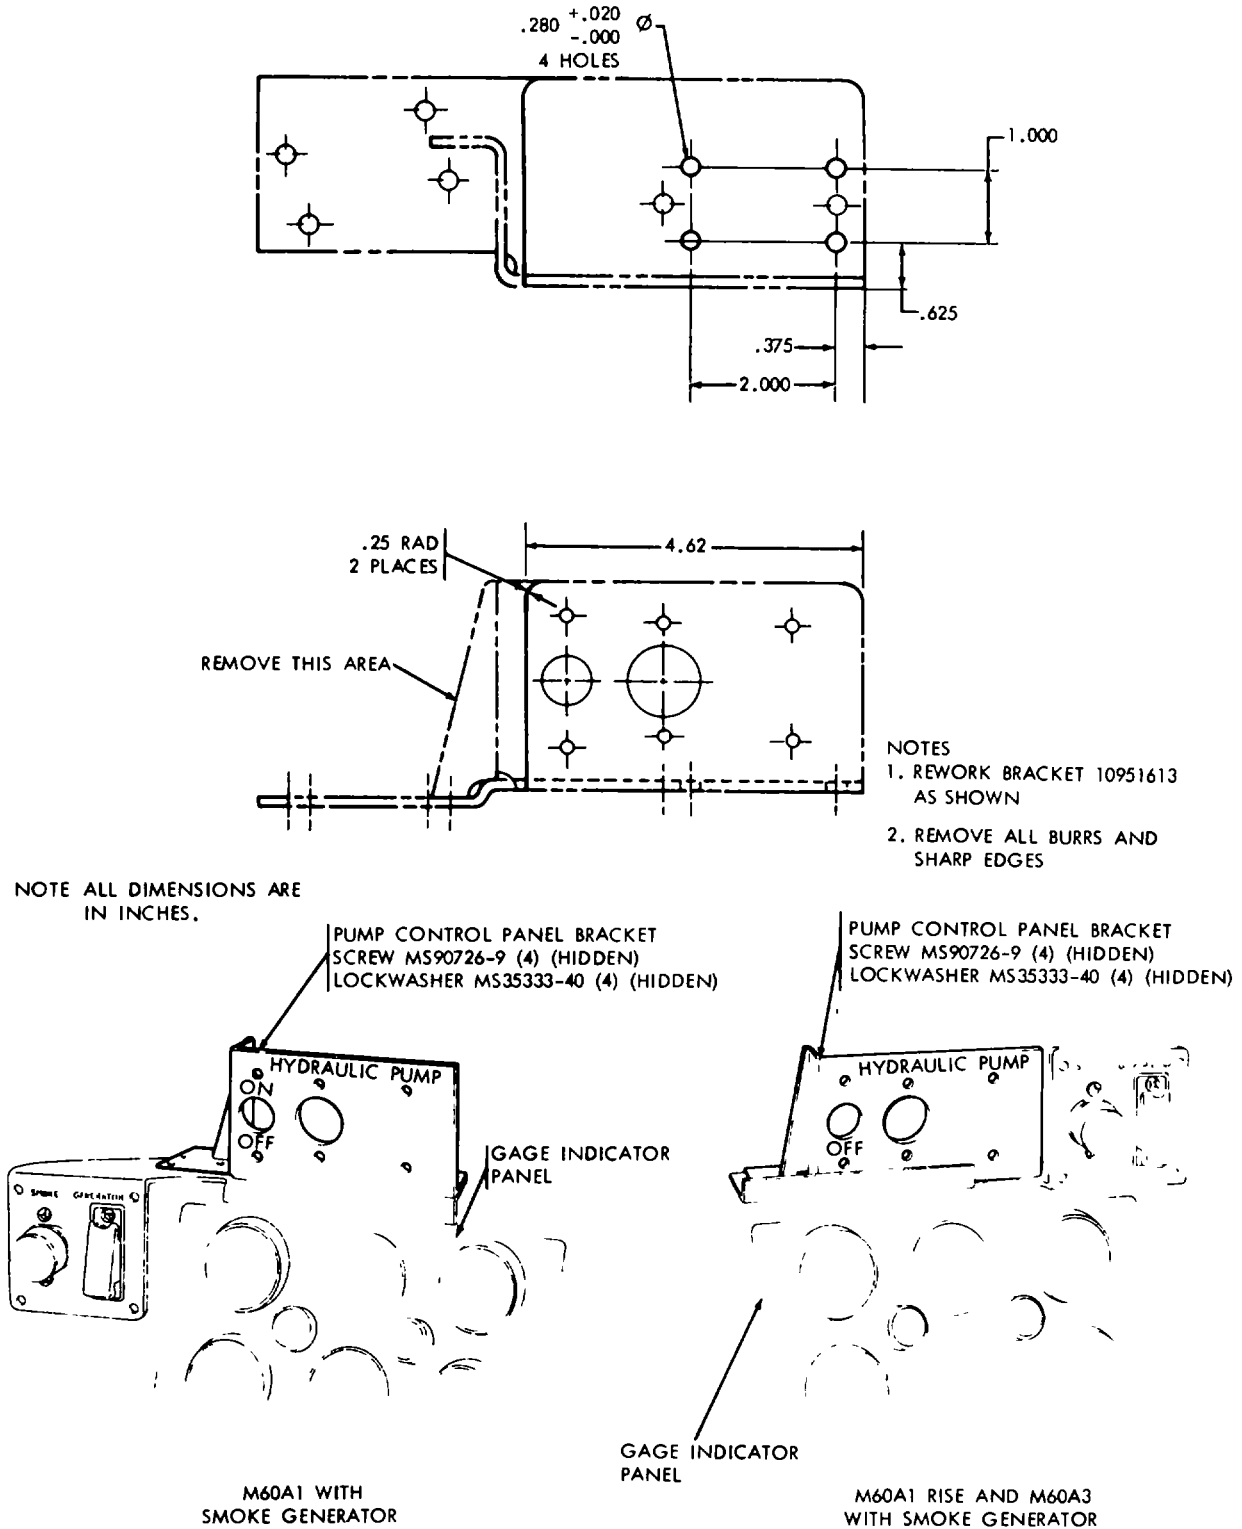 .280 +.020 -.000 Ø
4 HOLES
1.000
.625
.375
2.000
.25 RAD
2 PLACES
4.62
REMOVE THIS AREA
NOTES
1. REWORK BRACKET 10951613
AS SHOWN
2. REMOVE ALL BURRS AND
SHARP EDGES
NOTE ALL DIMENSIONS ARE
IN INCHES.
PUMP CONTROL PANEL BRACKET
SCREW MS90726-9 (4) (HIDDEN)
LOCKWASHER MS35333-40 (4) (HIDDEN)
PUMP CONTROL PANEL BRACKET
SCREW MS90726-9 (4) (HIDDEN)
LOCKWASHER MS35333-40 (4) (HIDDEN)
HYDRAULIC PUMP
ON
OFF
GAGE INDICATOR
PANEL
SMOKE GENERATOR
HYDRAULIC PUMP
OFF
GAGE INDICATOR
PANEL
M60A1 WITH
SMOKE GENERATOR
M60A1 RISE AND M60A3
WITH SMOKE GENERATOR